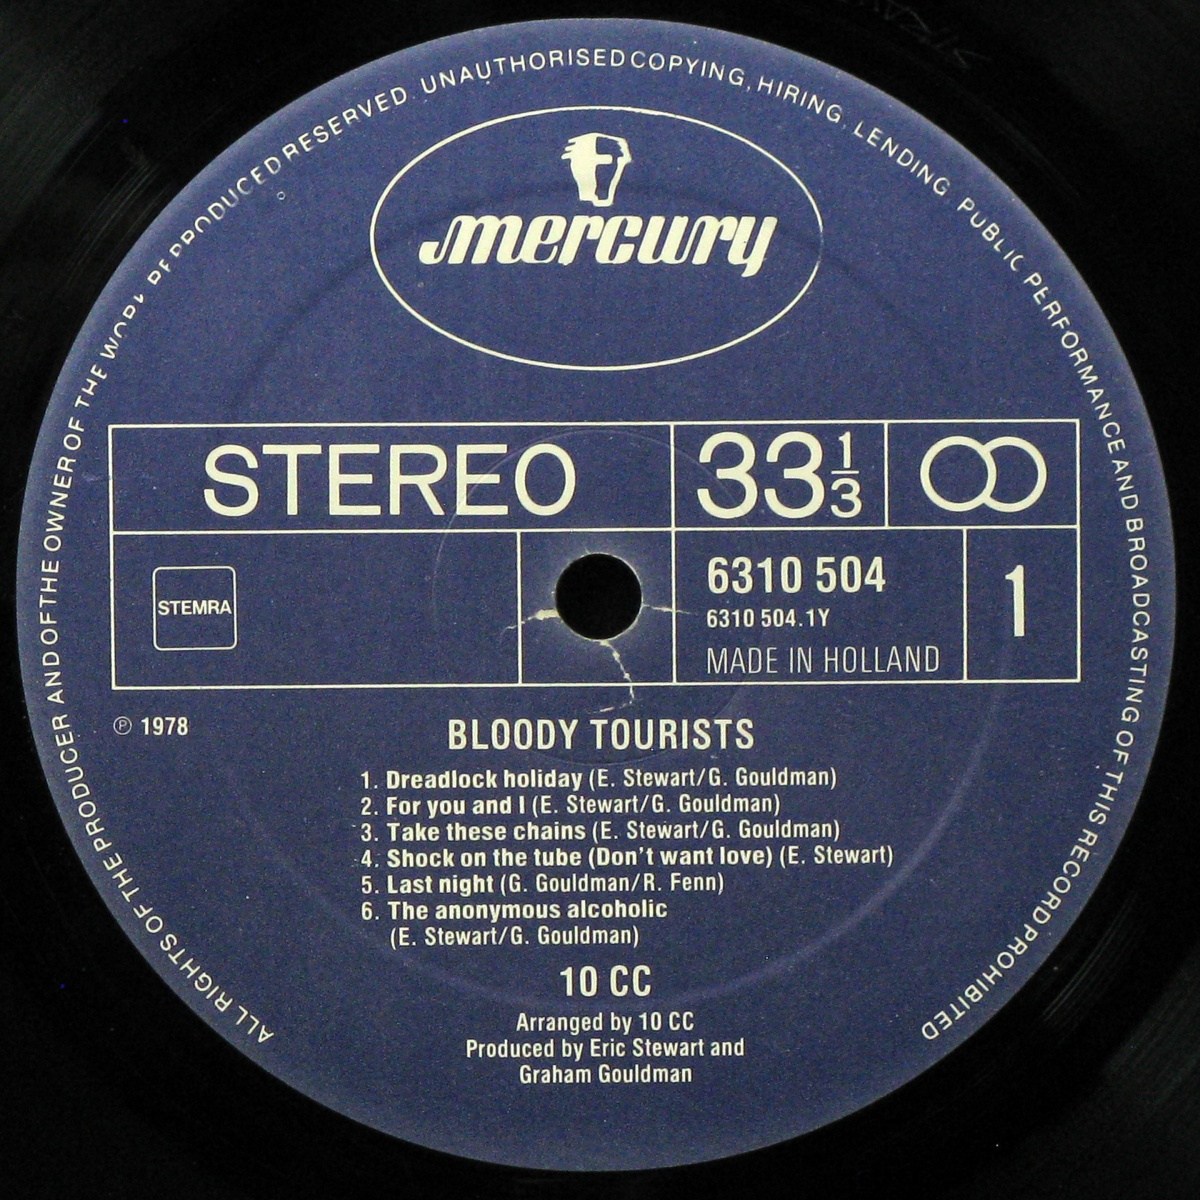 ALL RIGHTS OF THE PRODUCER AND OF THE OWNER OF THE WORK REPRODUCED RESERVED. UNAUTHORISED COPYING, HIRING, LENDING, PUBLIC PERFORMANCE AND BROADCASTING OF THIS RECORD PROHIBITED
mercury
STEREO 33 1/3
STEMRA
6310 504
6310 504.1Y
MADE IN HOLLAND
1
℗ 1978
BLOODY TOURISTS
1. Dreadlock holiday (E. Stewart/G. Gouldman)
2. For you and I (E. Stewart/G. Gouldman)
3. Take these chains (E. Stewart/G. Gouldman)
4. Shock on the tube (Don't want love) (E. Stewart)
5. Last night (G. Gouldman/R. Fenn)
6. The anonymous alcoholic
(E. Stewart/G. Gouldman)
10 CC
Arranged by 10 CC
Produced by Eric Stewart and
Graham Gouldman